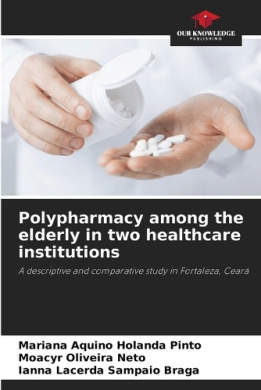 OUR KNOWLEDGE
PUBLISHING
Polypharmacy among the
elderly in two healthcare
institutions
A descriptive and comparative study in Fortaleza, Ceará
Mariana Aquino Holanda Pinto
Moacyr Oliveira Neto
Ianna Lacerda Sampaio Braga